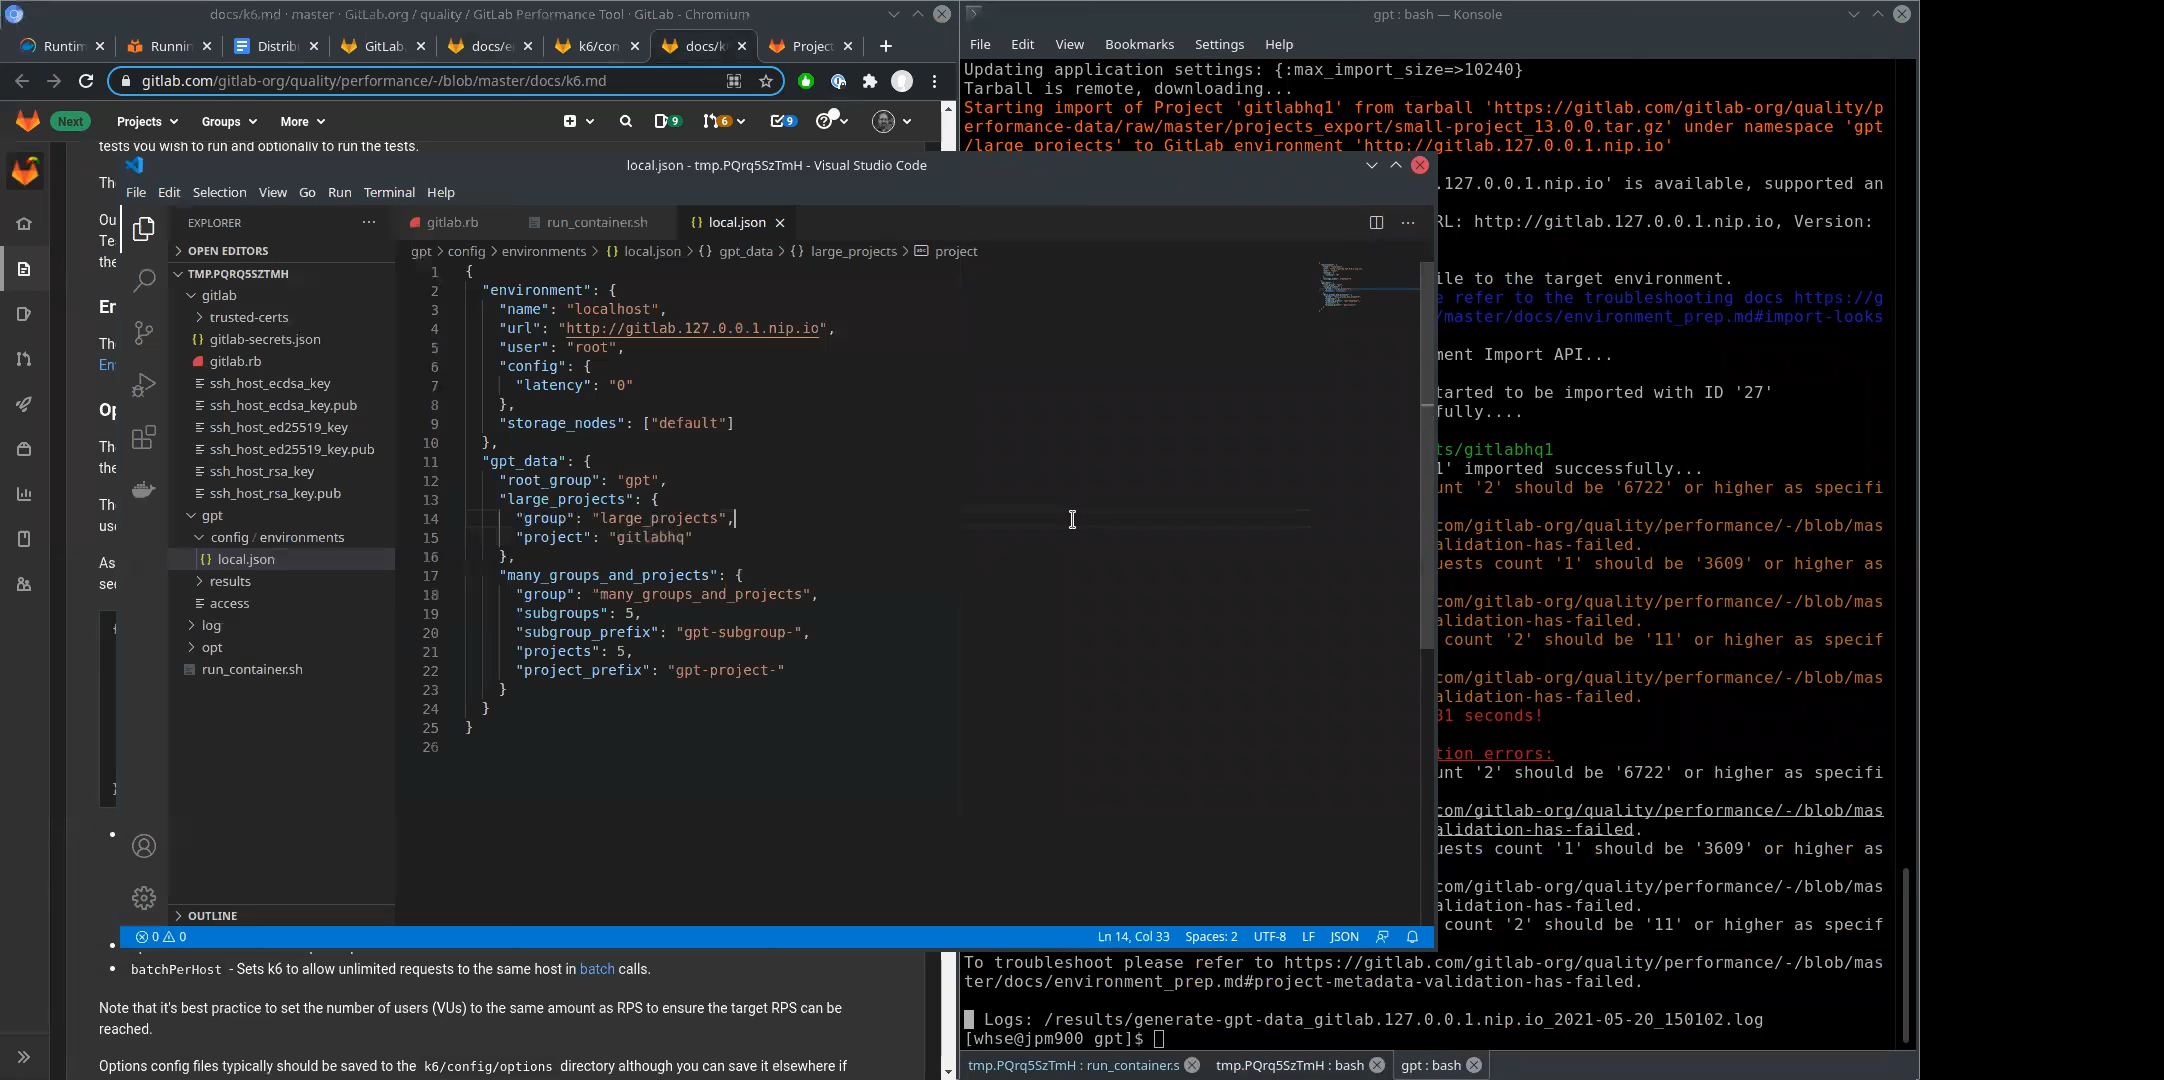 docs/k6.md · master · GitLab.org / quality / GitLab Performance Tool - GitLab - Chromium
Runtim
Runnin
Distrib
GitLab.
docs/e
k6/con
docs/k
Project
gitlab.com/gitlab-org/quality/performance/-/blob/master/docs/k6.md
Next
Projects
Groups
More
9
6
9
tests you wish to run and optionally to run the tests.
The
Ou
Te
the
En
The
En
Op
The
the
The
use
As
sec
{
}
local.json - tmp.PQrq5SzTmH - Visual Studio Code
File Edit Selection View Go Run Terminal Help
EXPLORER
OPEN EDITORS
TMP.PQRQ5SZTMH
gitlab
trusted-certs
gitlab-secrets.json
gitlab.rb
ssh_host_ecdsa_key
ssh_host_ecdsa_key.pub
ssh_host_ed25519_key
ssh_host_ed25519_key.pub
ssh_host_rsa_key
ssh_host_rsa_key.pub
gpt
config / environments
local.json
results
access
log
opt
run_container.sh
OUTLINE
gitlab.rb
run_container.sh
local.json
gpt > config > environments > {} local.json > {} gpt_data > {} large_projects > project
1 {
2 "environment": {
3 "name": "localhost",
4 "url": "http://gitlab.127.0.0.1.nip.io",
5 "user": "root",
6 "config": {
7 "latency": "0"
8 },
9 "storage_nodes": ["default"]
10 },
11 "gpt_data": {
12 "root_group": "gpt",
13 "large_projects": {
14 "group": "large_projects",
15 "project": "gitlabhq"
16 },
17 "many_groups_and_projects": {
18 "group": "many_groups_and_projects",
19 "subgroups": 5,
20 "subgroup_prefix": "gpt-subgroup-",
21 "projects": 5,
22 "project_prefix": "gpt-project-"
23 }
24 }
25 }
26
0 0
Ln 14, Col 33 Spaces: 2 UTF-8 LF JSON
batchPerHost - Sets k6 to allow unlimited requests to the same host in batch calls.
Note that it's best practice to set the number of users (VUs) to the same amount as RPS to ensure the target RPS can be
reached.
Options config files typically should be saved to the k6/config/options directory although you can save it elsewhere if
gpt : bash — Konsole
File Edit View Bookmarks Settings Help
Updating application settings: {:max_import_size=>10240}
Tarball is remote, downloading...
Starting import of Project 'gitlabhq1' from tarball 'https://gitlab.com/gitlab-org/quality/p
erformance-data/raw/master/projects_export/small-project_13.0.0.tar.gz' under namespace 'gpt
/large_projects' to GitLab environment 'http://gitlab.127.0.0.1.nip.io'
.127.0.0.1.nip.io' is available, supported an
RL: http://gitlab.127.0.0.1.nip.io, Version:
ile to the target environment.
e refer to the troubleshooting docs https://g
/master/docs/environment_prep.md#import-looks
ment Import API...
tarted to be imported with ID '27'
fully....
ts/gitlabhq1
1' imported successfully...
unt '2' should be '6722' or higher as specifi
com/gitlab-org/quality/performance/-/blob/mas
alidation-has-failed.
uests count '1' should be '3609' or higher as
com/gitlab-org/quality/performance/-/blob/mas
alidation-has-failed.
count '2' should be '11' or higher as specif
com/gitlab-org/quality/performance/-/blob/mas
alidation-has-failed.
31 seconds!
tion errors:
unt '2' should be '6722' or higher as specifi
com/gitlab-org/quality/performance/-/blob/mas
alidation-has-failed.
uests count '1' should be '3609' or higher as
com/gitlab-org/quality/performance/-/blob/mas
alidation-has-failed.
count '2' should be '11' or higher as specif
To troubleshoot please refer to https://gitlab.com/gitlab-org/quality/performance/-/blob/mas
ter/docs/environment_prep.md#project-metadata-validation-has-failed.
Logs: /results/generate-gpt-data_gitlab.127.0.0.1.nip.io_2021-05-20_150102.log
[whse@jpm900 gpt]$
tmp.PQrq5SzTmH : run_container.s
tmp.PQrq5SzTmH : bash
gpt : bash